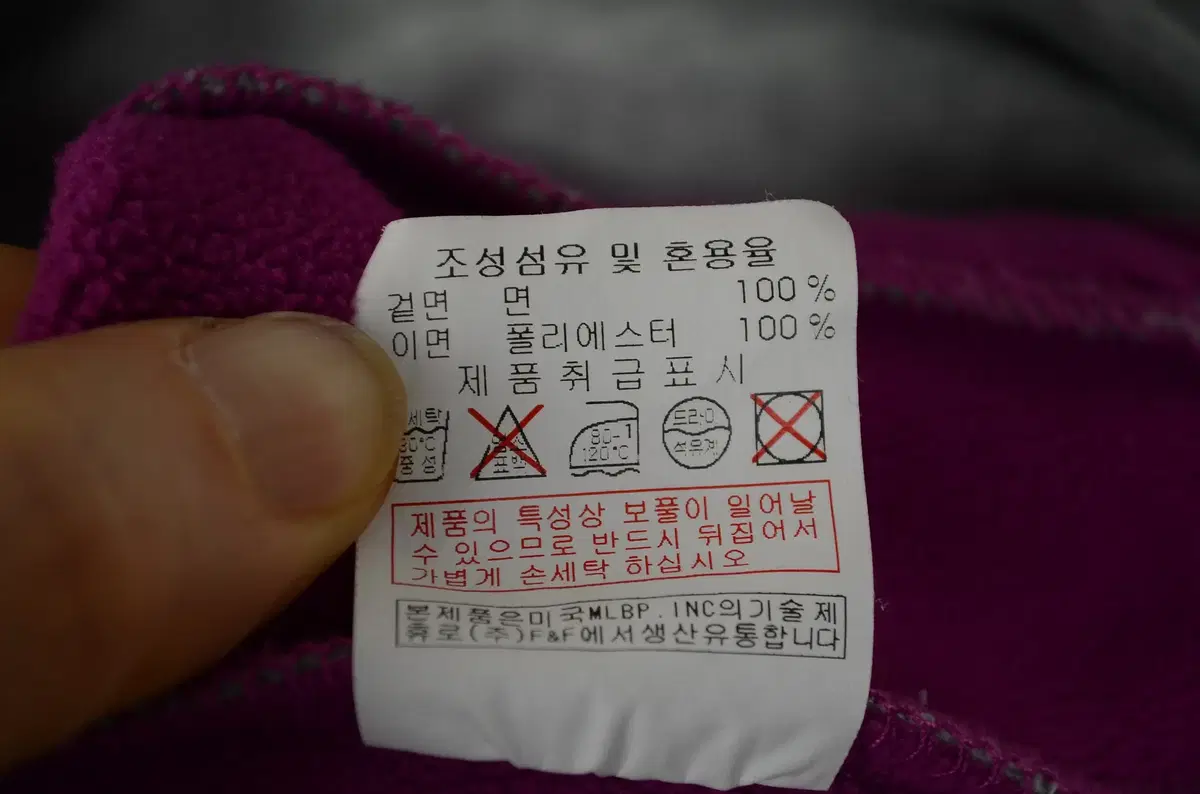 조성섬유 및 혼용율
겉면 면 100 %
이면 폴리에스터 100 %
제품취급표시
세탁
30°C
중성
표백
80-1
120°C
드라이
석유계
제품의 특성상 보풀이 일어날
수 있으므로 반드시 뒤집어서
가볍게 손세탁 하십시오
본제품은미국MLBP.INC의기술제
휴로(주)F&F에서생산유통합니다